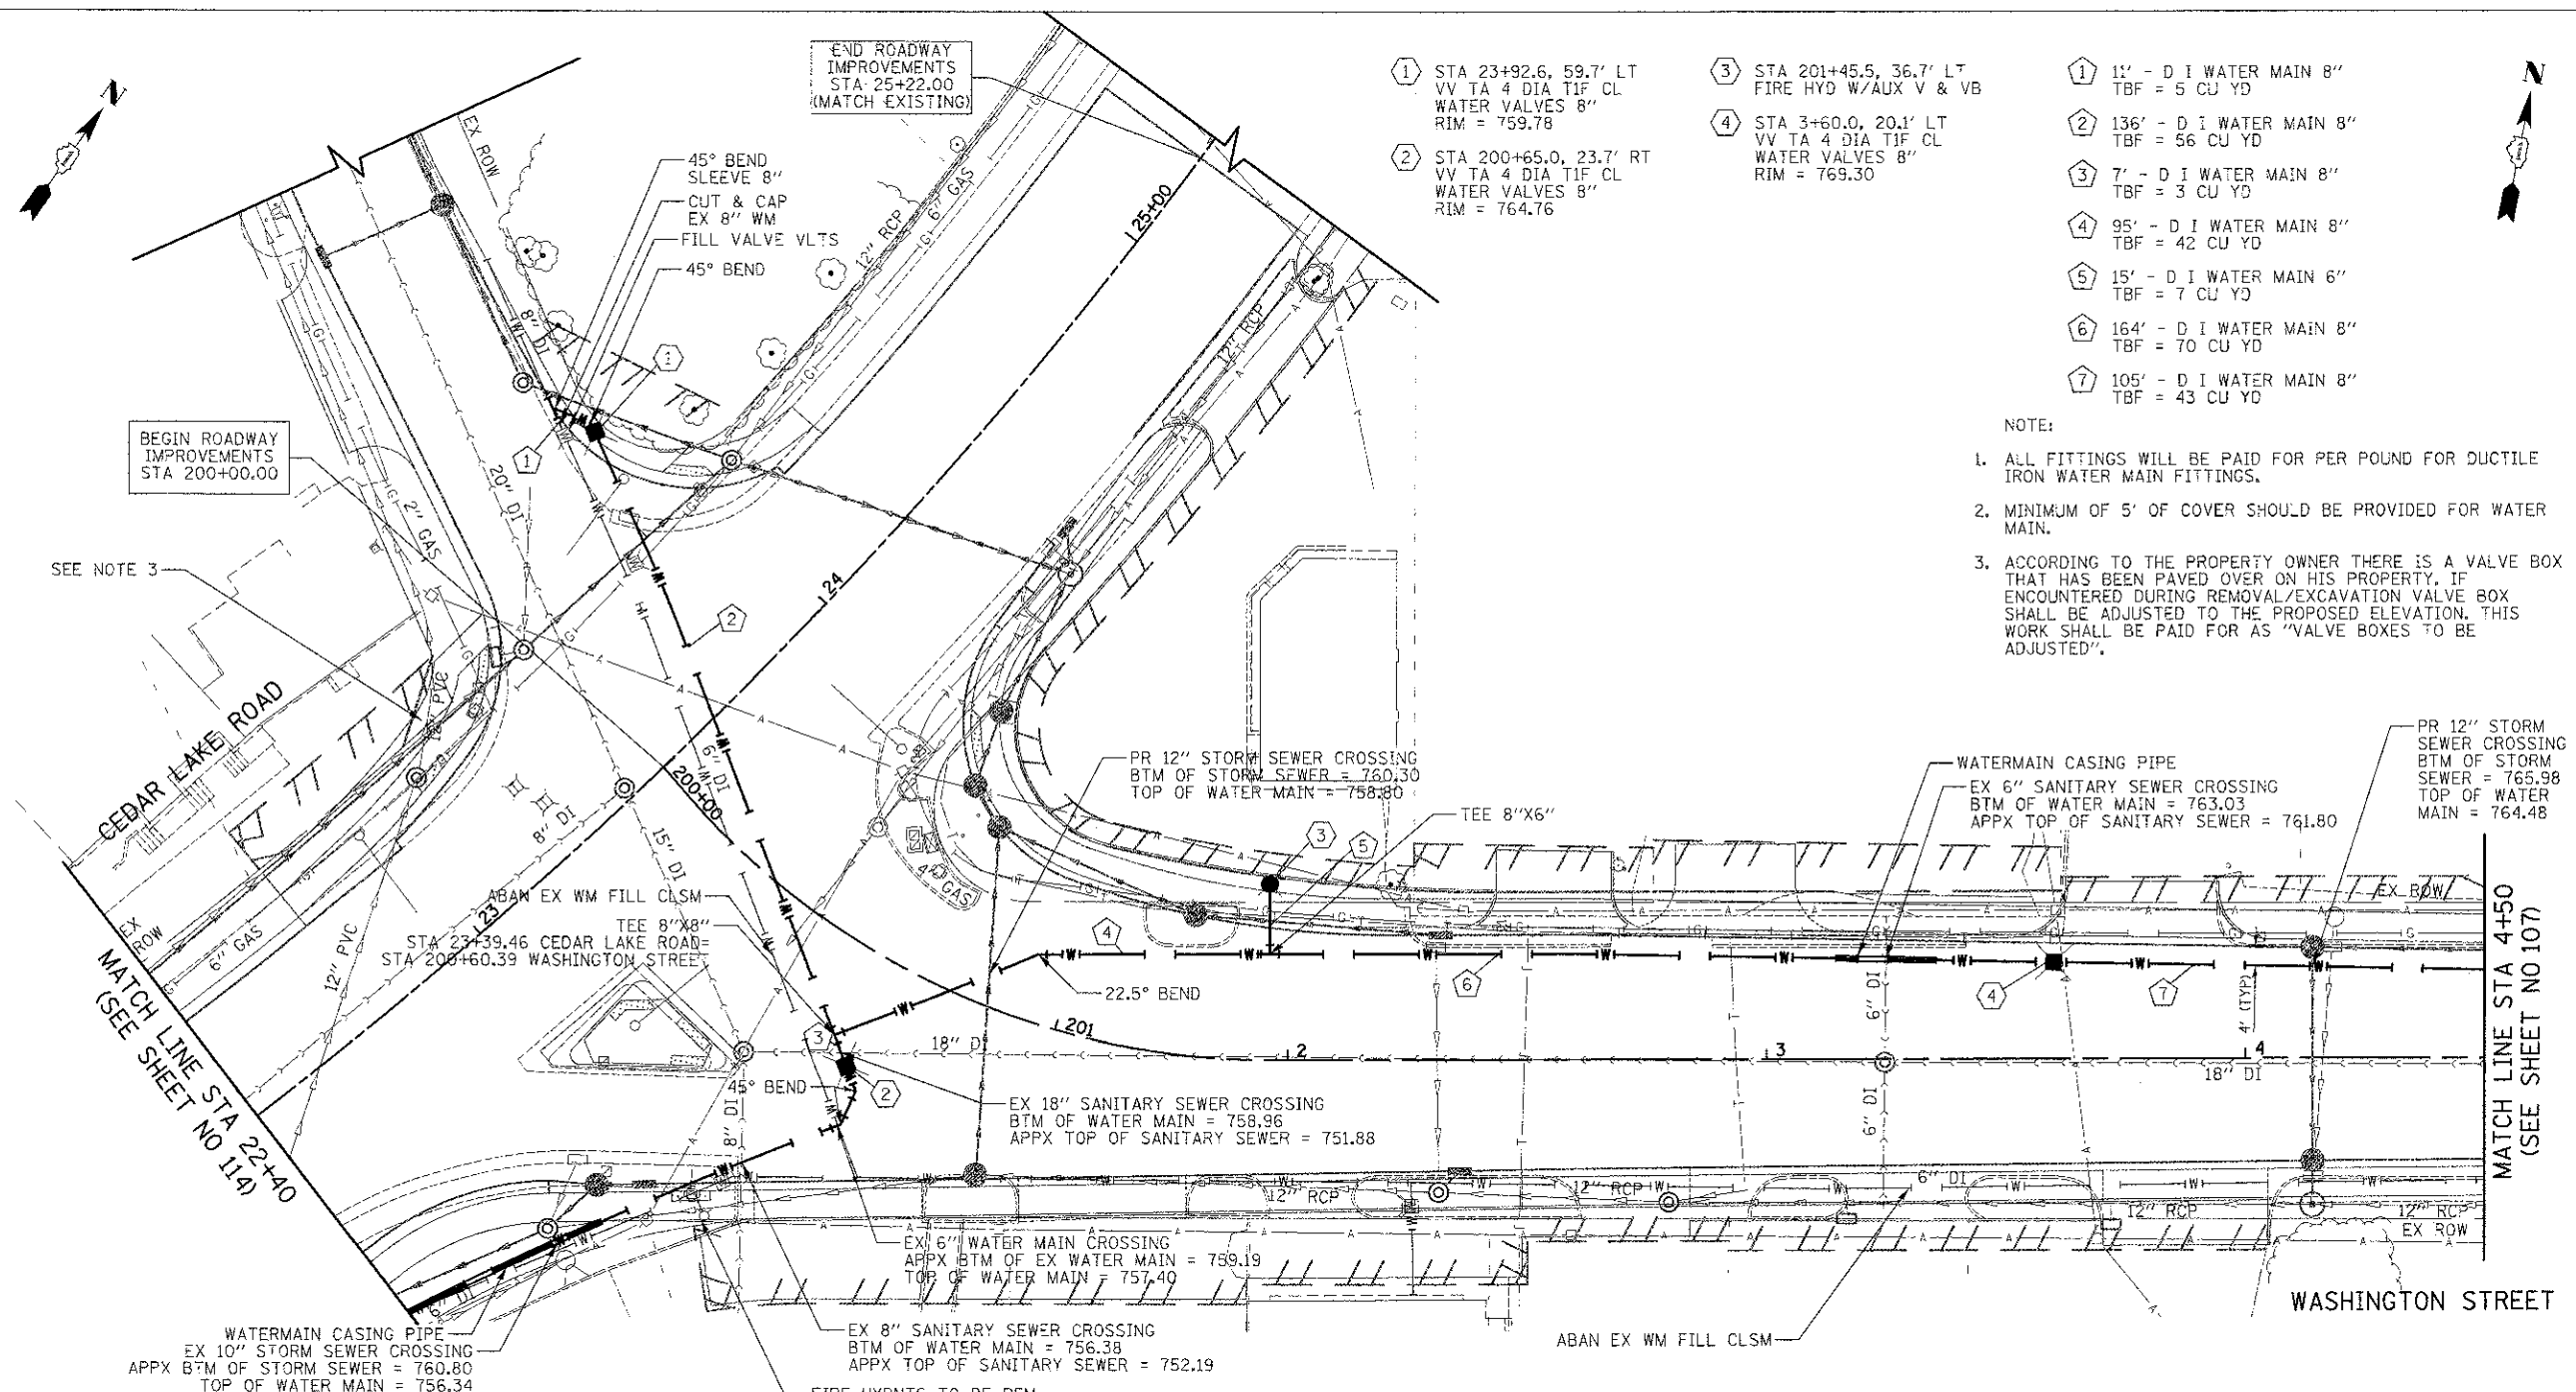 END ROADWAY
IMPROVEMENTS
STA 25+22.00
(MATCH EXISTING)
N
EX ROW
45° BEND
SLEEVE 8"
CUT & CAP
EX 8" WM
FILL VALVE VLTS
45° BEND
12" RCP
6" GAS
25+00
8" DI
12" RCP
1
1
BEGIN ROADWAY
IMPROVEMENTS
STA 200+00.00
20" DI
2" GAS
SEE NOTE 3
24
2
PVC
CEDAR LAKE ROAD
8" DI
200+00
6" DI
15" DI
4" GAS
1 STA 23+92.6, 59.7' LT
VV TA 4 DIA T1F CL
WATER VALVES 8"
RIM = 759.78
2 STA 200+65.0, 23.7' RT
VV TA 4 DIA T1F CL
WATER VALVES 8"
RIM = 764.76
3 STA 201+45.5, 36.7' LT
FIRE HYD W/AUX V & VB
4 STA 3+60.0, 20.1' LT
VV TA 4 DIA T1F CL
WATER VALVES 8"
RIM = 769.30
1 11' - D I WATER MAIN 8"
TBF = 5 CU YD
2 136' - D I WATER MAIN 8"
TBF = 56 CU YD
3 7' - D I WATER MAIN 8"
TBF = 3 CU YD
4 95' - D I WATER MAIN 8"
TBF = 42 CU YD
5 15' - D I WATER MAIN 6"
TBF = 7 CU YD
6 164' - D I WATER MAIN 8"
TBF = 70 CU YD
7 105' - D I WATER MAIN 8"
TBF = 43 CU YD
N
NOTE:
1. ALL FITTINGS WILL BE PAID FOR PER POUND FOR DUCTILE
IRON WATER MAIN FITTINGS.
2. MINIMUM OF 5' OF COVER SHOULD BE PROVIDED FOR WATER
MAIN.
3. ACCORDING TO THE PROPERTY OWNER THERE IS A VALVE BOX
THAT HAS BEEN PAVED OVER ON HIS PROPERTY. IF
ENCOUNTERED DURING REMOVAL/EXCAVATION VALVE BOX
SHALL BE ADJUSTED TO THE PROPOSED ELEVATION. THIS
WORK SHALL BE PAID FOR AS "VALVE BOXES TO BE
ADJUSTED".
PR 12" STORM SEWER CROSSING
BTM OF STORM SEWER = 760.30
TOP OF WATER MAIN = 758.80
TEE 8"X6"
WATERMAIN CASING PIPE
EX 6" SANITARY SEWER CROSSING
BTM OF WATER MAIN = 763.03
APPX TOP OF SANITARY SEWER = 761.80
PR 12" STORM
SEWER CROSSING
BTM OF STORM
SEWER = 765.98
TOP OF WATER
MAIN = 764.48
3
5
EX ROW
ABAN EX WM FILL CLSM
TEE 8"X8"
STA 23+39.46 CEDAR LAKE ROAD=
STA 200+60.39 WASHINGTON STREET
4
22.5° BEND
6
4
7
4' (TYP)
EX
ROW
6" GAS
23
12" PVC
MATCH LINE STA 22+40
(SEE SHEET NO 114)
3
45° BEND
2
8" DI
18" DI
201
2
3
4
6" DI
6" DI
18" DI
MATCH LINE STA 4+50
(SEE SHEET NO 107)
EX 18" SANITARY SEWER CROSSING
BTM OF WATER MAIN = 758.96
APPX TOP OF SANITARY SEWER = 751.88
12" RCP
12" RCP
6" DI
12" RCP
12" RCP
EX ROW
EX 6" WATER MAIN CROSSING
APPX BTM OF EX WATER MAIN = 759.19
TOP OF WATER MAIN = 757.40
6" DI
WATERMAIN CASING PIPE
EX 10" STORM SEWER CROSSING
APPX BTM OF STORM SEWER = 760.80
TOP OF WATER MAIN = 756.34
EX 8" SANITARY SEWER CROSSING
BTM OF WATER MAIN = 756.38
APPX TOP OF SANITARY SEWER = 752.19
ABAN EX WM FILL CLSM
WASHINGTON STREET